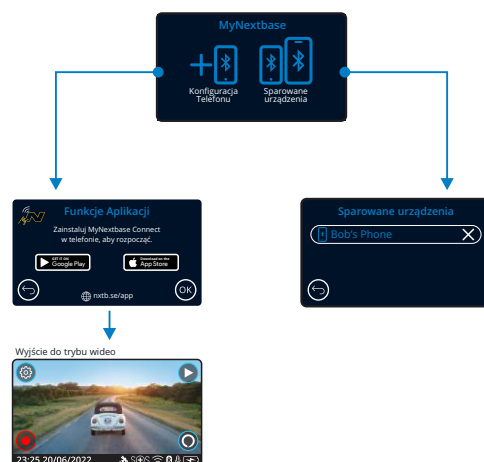 MyNextbase
Konfiguracja
Telefonu
Sparowane
urządzenia
Funkcje Aplikacji
Zainstaluj MyNextbase Connect
w telefonie, aby rozpocząć.
GET IT ON
Google Play
Download on the
App Store
nxtb.se/app
OK
Sparowane urządzenia
Bob's Phone
Wyjście do trybu wideo
23:25 20/06/2022
SOS